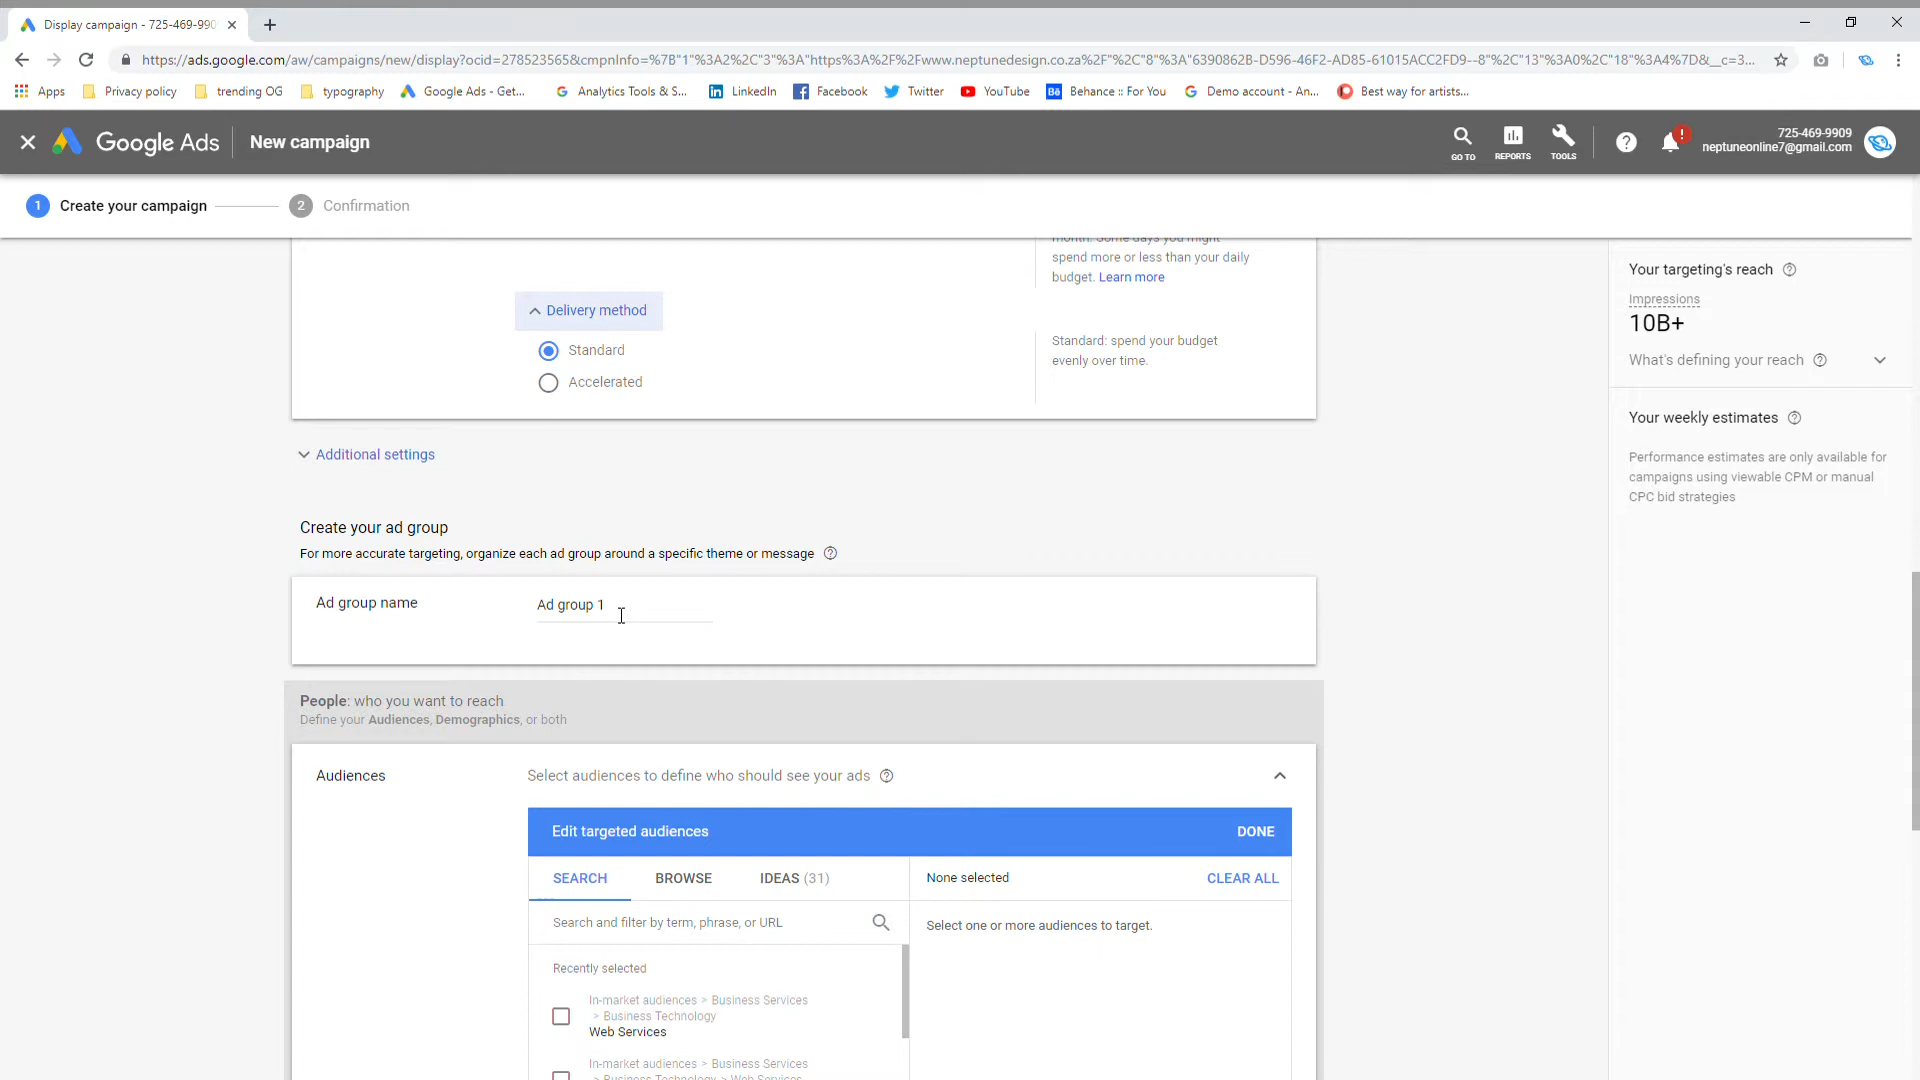 Display campaign - 725-469-990
https://ads.google.com/aw/campaigns/new/display?ocid=278523565&cmpnInfo=%7B"1"%3A2%2C"3"%3A"https%3A%2F%2Fwww.neptunedesign.co.za%2F"%2C"8"%3A"6390862B-D596-46F2-AD85-61015ACC2FD9--8"%2C"13"%3A0%2C"18"%3A4%7D&__c=3...
Apps Privacy policy trending OG typography Google Ads - Get... Analytics Tools & S... LinkedIn Facebook Twitter YouTube Behance :: For You Demo account - An... Best way for artists...
Google Ads New campaign
GO TO REPORTS TOOLS
725-469-9909
neptuneonline7@gmail.com
1 Create your campaign 2 Confirmation
month. Some days you might
spend more or less than your daily
budget. Learn more
Delivery method
Standard
Accelerated
Standard: spend your budget
evenly over time.
Additional settings
Create your ad group
For more accurate targeting, organize each ad group around a specific theme or message
Ad group name Ad group 1
People: who you want to reach
Define your Audiences, Demographics, or both
Audiences Select audiences to define who should see your ads
Edit targeted audiences DONE
SEARCH BROWSE IDEAS (31) None selected CLEAR ALL
Search and filter by term, phrase, or URL
Select one or more audiences to target.
Recently selected
In-market audiences > Business Services
> Business Technology
Web Services
In-market audiences > Business Services
> Business Technology > Web Services
Your targeting's reach
Impressions
10B+
What's defining your reach
Your weekly estimates
Performance estimates are only available for
campaigns using viewable CPM or manual
CPC bid strategies